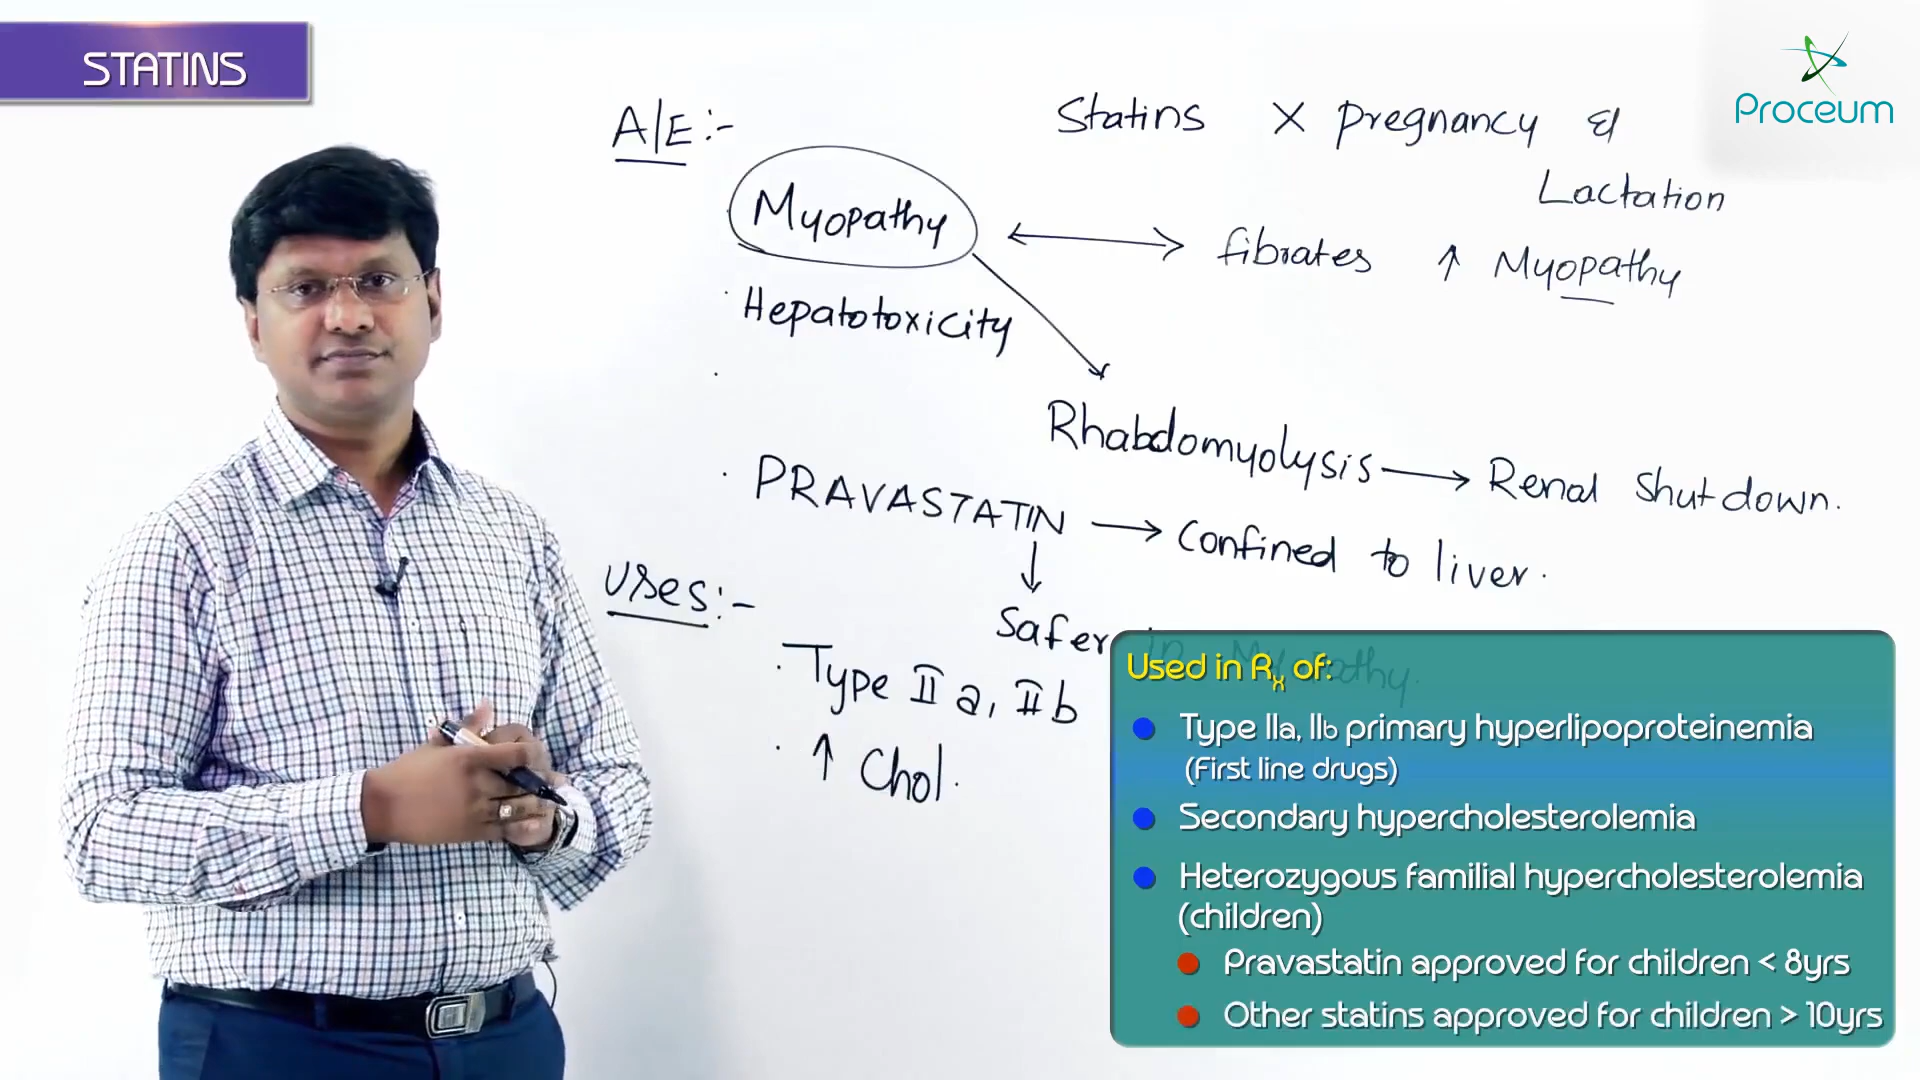 STATINS
Proceum
A/E :-
Statins X pregnancy &
Lactation
Myopathy ↔ fibrates ↑ Myopathy
Hepatotoxicity
Rhabdomyolysis → Renal Shutdown.
PRAVASTATIN → Confined to liver.
↓
Safer in Myopathy.
Uses :-
Type II a, II b
↑ Chol.
Used in Rx of:
Type IIa, IIb primary hyperlipoproteinemia
(First line drugs)
Secondary hypercholesterolemia
Heterozygous familial hypercholesterolemia
(children)
Pravastatin approved for children < 8yrs
Other statins approved for children > 10yrs